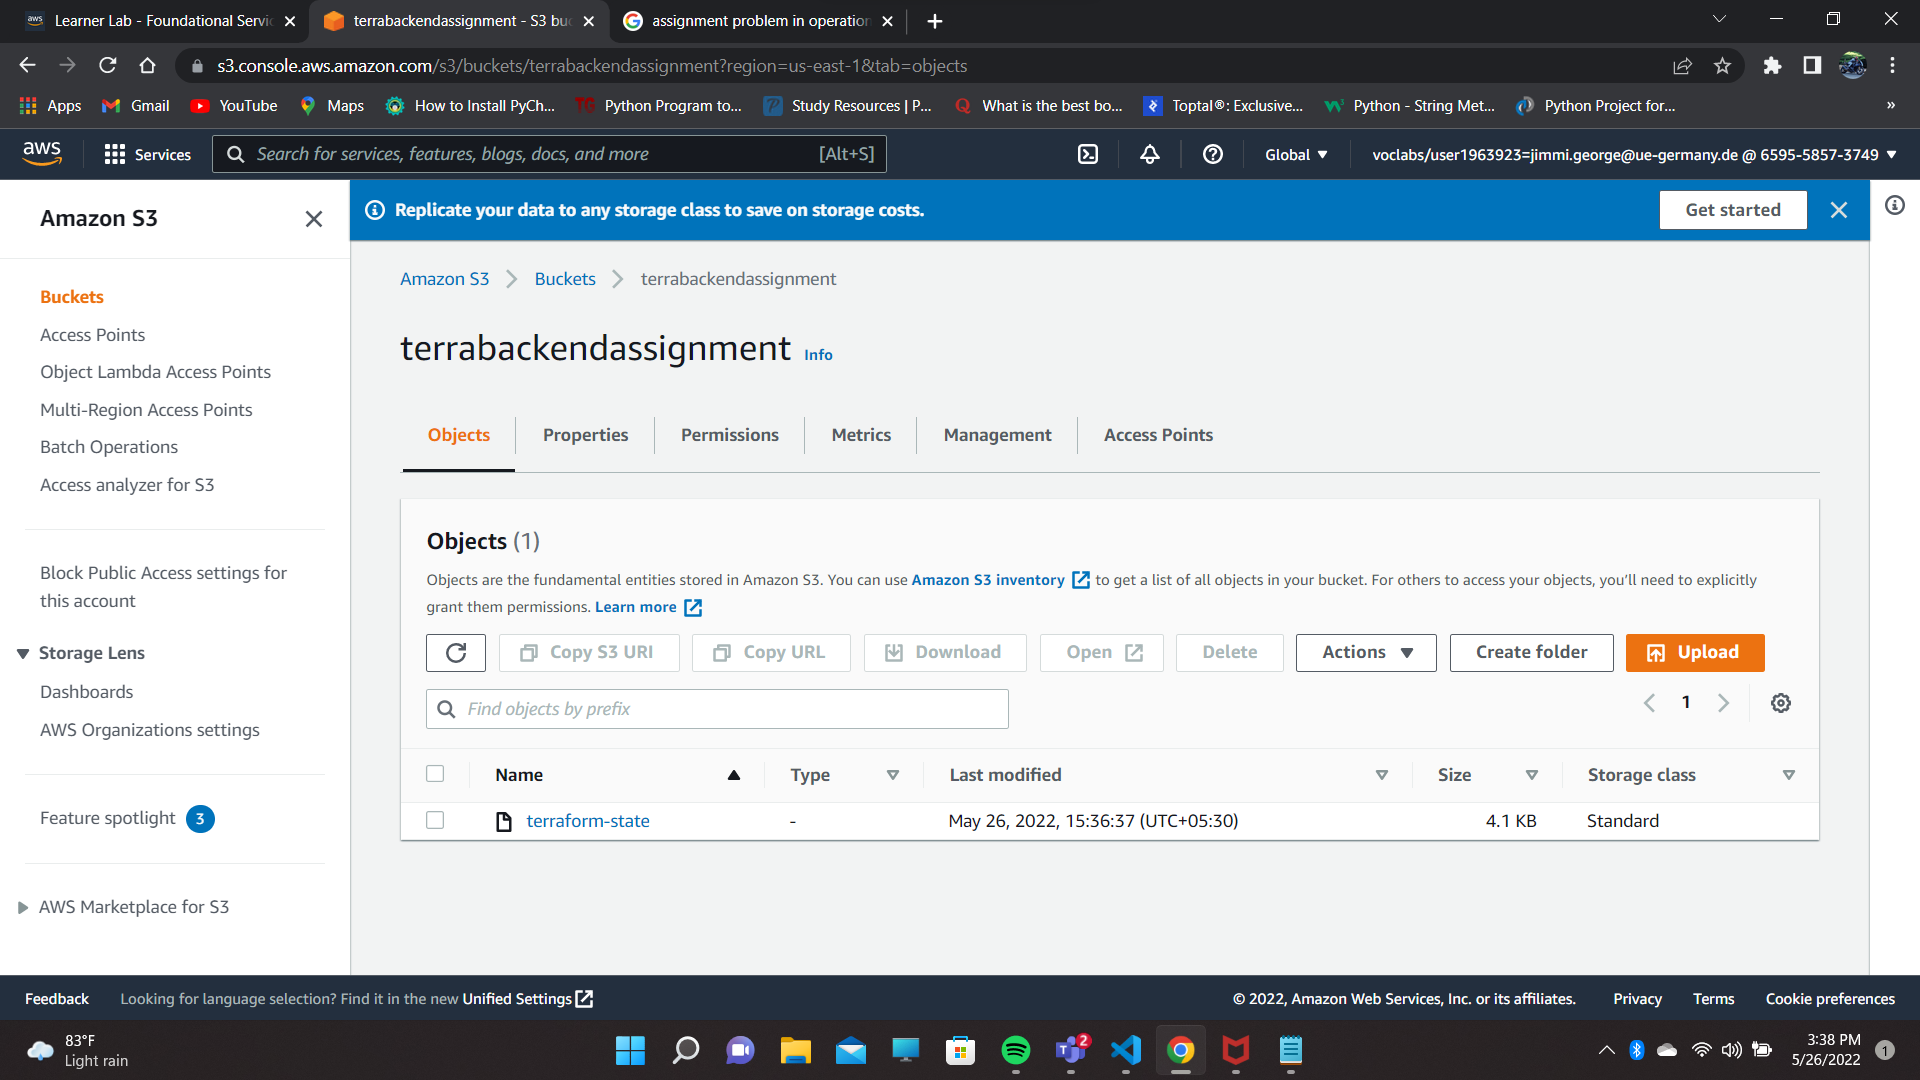 Learner Lab - Foundational Servic
terrabackendassignment - S3 buc
assignment problem in operation
s3.console.aws.amazon.com/s3/buckets/terrabackendassignment?region=us-east-1&tab=objects
Apps
Gmail
YouTube
Maps
How to Install PyCh...
Python Program to...
Study Resources | P...
What is the best bo...
Toptal®: Exclusive...
Python - String Met...
Python Project for...
»
aws
Services
Search for services, features, blogs, docs, and more
[Alt+S]
Global
voclabs/user1963923=jimmi.george@ue-germany.de @ 6595-5857-3749
Amazon S3
Buckets
Access Points
Object Lambda Access Points
Multi-Region Access Points
Batch Operations
Access analyzer for S3
Block Public Access settings for
this account
Storage Lens
Dashboards
AWS Organizations settings
Feature spotlight 3
AWS Marketplace for S3
Replicate your data to any storage class to save on storage costs.
Get started
Amazon S3 > Buckets > terrabackendassignment
terrabackendassignment Info
Objects
Properties
Permissions
Metrics
Management
Access Points
Objects (1)
Objects are the fundamental entities stored in Amazon S3. You can use Amazon S3 inventory to get a list of all objects in your bucket. For others to access your objects, you'll need to explicitly
grant them permissions. Learn more
Copy S3 URI
Copy URL
Download
Open
Delete
Actions
Create folder
Upload
Find objects by prefix
1
Name
Type
Last modified
Size
Storage class
terraform-state
-
May 26, 2022, 15:36:37 (UTC+05:30)
4.1 KB
Standard
Feedback
Looking for language selection? Find it in the new Unified Settings
© 2022, Amazon Web Services, Inc. or its affiliates.
Privacy
Terms
Cookie preferences
83°F
Light rain
2
3:38 PM
5/26/2022
1